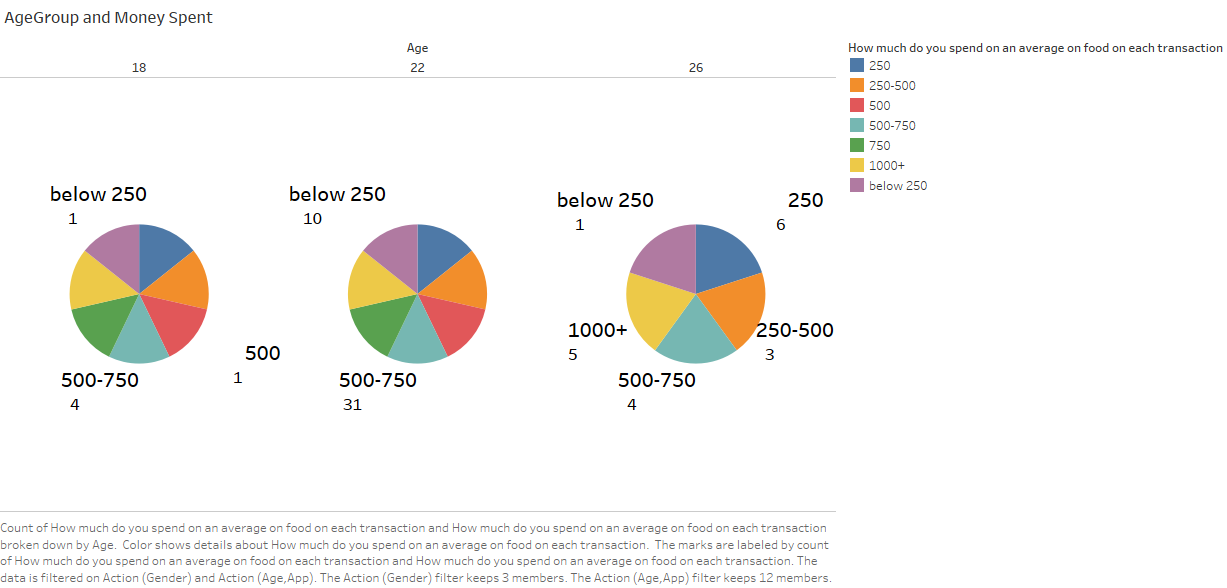 AgeGroup and Money Spent
Age
18 22 26
How much do you spend on an average on food on each transaction
250
250-500
500
500-750
750
1000+
below 250
below 250
1
500
1
500-750
4
below 250
10
500-750
31
below 250
1
250
6
1000+
5
250-500
3
500-750
4
Count of How much do you spend on an average on food on each transaction and How much do you spend on an average on food on each transaction
broken down by Age.  Color shows details about How much do you spend on an average on food on each transaction.  The marks are labeled by count
of How much do you spend on an average on food on each transaction and How much do you spend on an average on food on each transaction. The
data is filtered on Action (Gender) and Action (Age,App). The Action (Gender) filter keeps 3 members. The Action (Age,App) filter keeps 12 members.